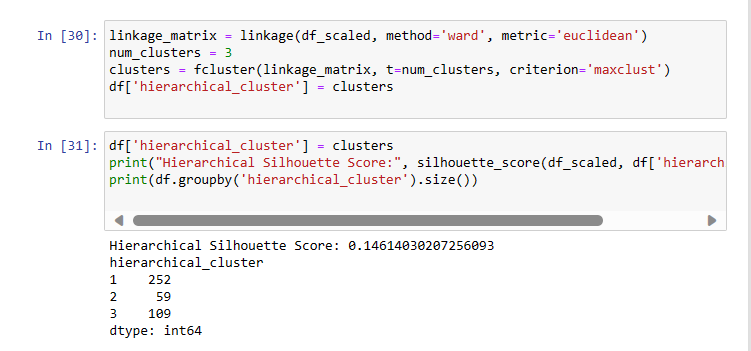 In [30]: linkage_matrix = linkage(df_scaled, method='ward', metric='euclidean')
num_clusters = 3
clusters = fcluster(linkage_matrix, t=num_clusters, criterion='maxclust')
df['hierarchical_cluster'] = clusters
In [31]: df['hierarchical_cluster'] = clusters
print("Hierarchical Silhouette Score:", silhouette_score(df_scaled, df['hierarch
print(df.groupby('hierarchical_cluster').size())
Hierarchical Silhouette Score: 0.14614030207256093
hierarchical_cluster
1    252
2     59
3    109
dtype: int64